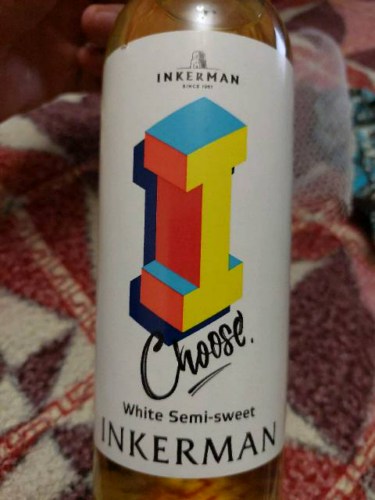 INKERMAN
SINCE 1961
I
Choose.
White Semi-sweet
INKERMAN